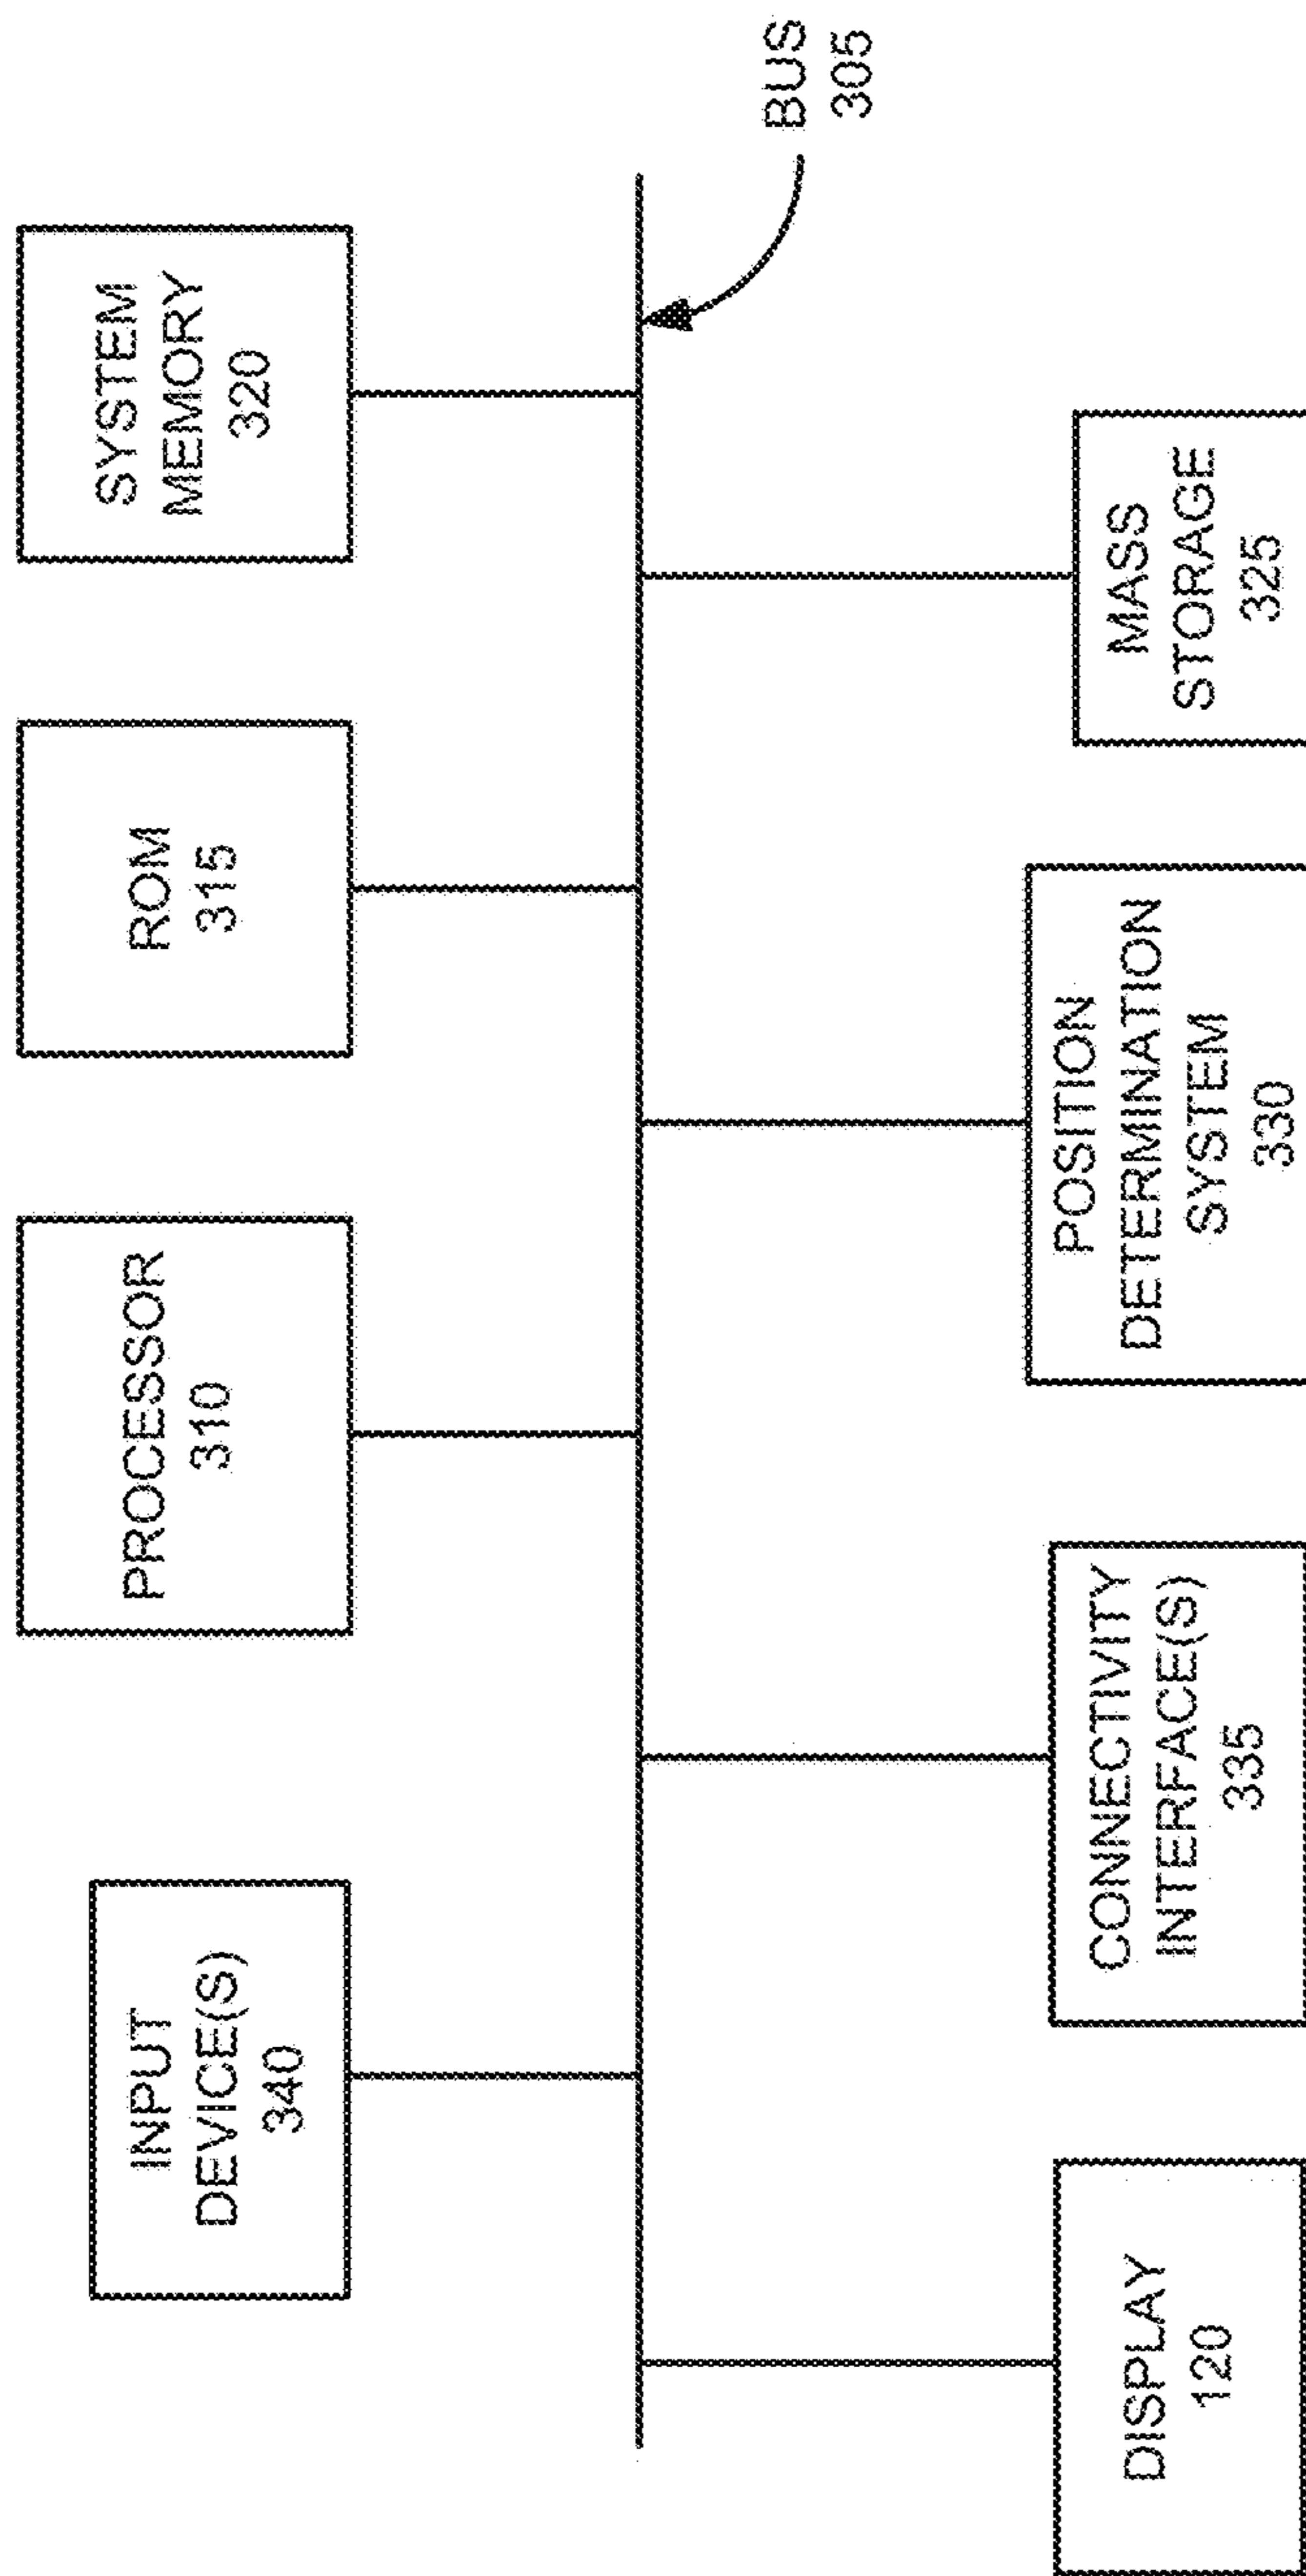 INPUT
DEVICE(S)
340
PROCESSOR
310
ROM
315
SYSTEM
MEMORY
320
BUS
305
DISPLAY
120
CONNECTIVITY
INTERFACE(S)
335
POSITION
DETERMINATION
SYSTEM
330
MASS
STORAGE
325